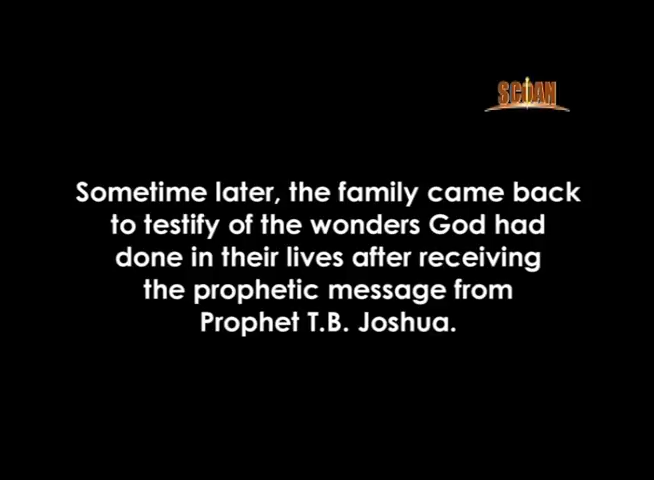 SCOAN
Sometime later, the family came back
to testify of the wonders God had
done in their lives after receiving
the prophetic message from
Prophet T.B. Joshua.